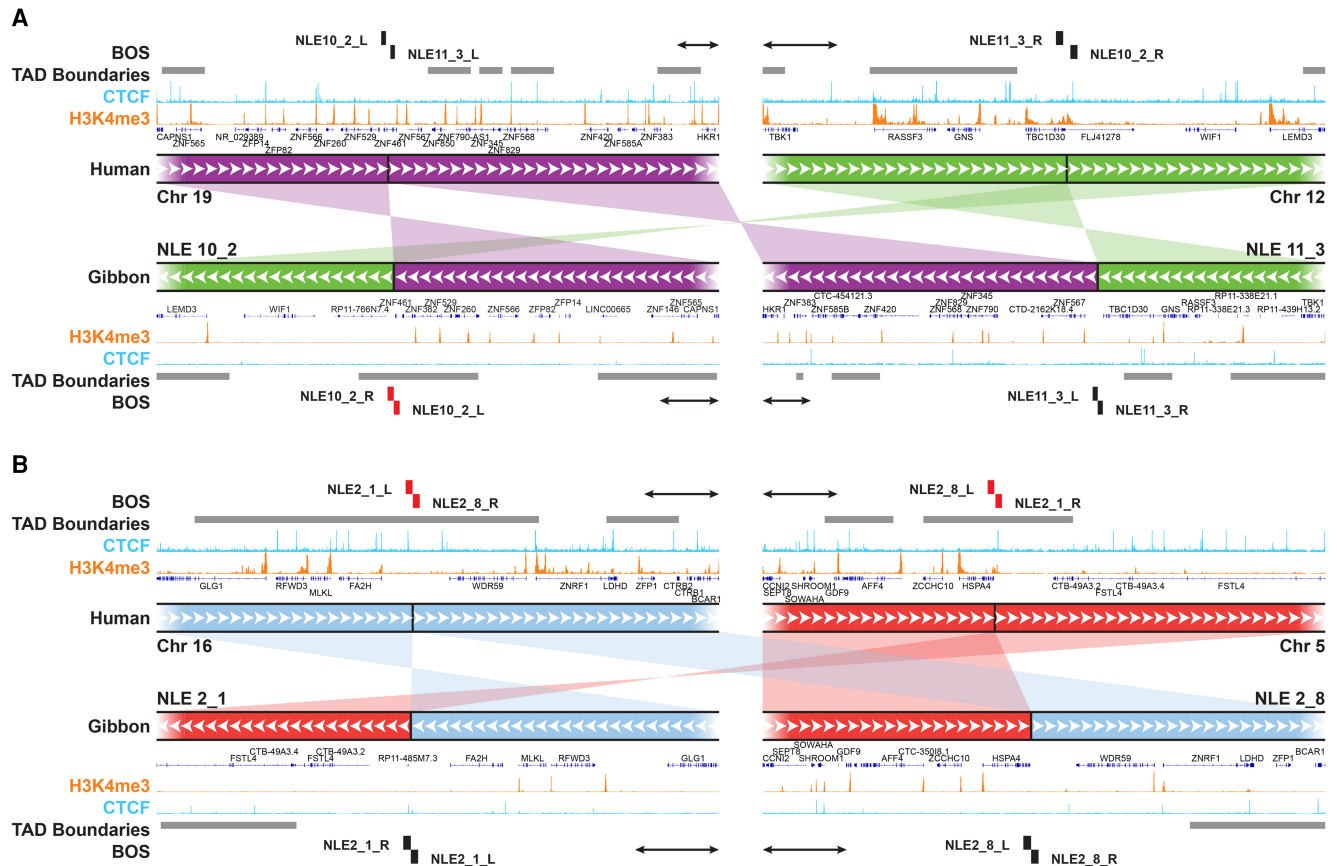 A
NLE10_2_L
NLE11_3_L
NLE11_3_R
NLE10_2_R
BOS
TAD Boundaries
CTCF
H3K4me3
CAPNS1 NR_029389 ZNF566 ZNF529 ZNF567 ZNF790-AS1 ZNF568 ZNF420 ZNF383 HKR1
ZNF565 ZFP14 ZNF260 ZNF461 ZNF850 ZNF345 ZNF585A
ZFP82 ZNF829
TBK1 RASSF3 GNS TBC1D30 FLJ41278 WIF1 LEMD3
Human
Chr 19
Chr 12
NLE 10_2
NLE 11_3
Gibbon
ZNF461 ZNF529 ZFP14 ZNF565
LEMD3 WIF1 RP11-766N7.4 ZNF382 ZNF260 ZNF566 ZFP82 LINC00665 ZNF146 CAPNS1
CTC-454121.3 ZNF345 RP11-338E21.1
ZNF383 ZNF829 ZNF567 RASSF3 TBK1
HKR1 ZNF585B ZNF420 ZNF568 ZNF790 CTD-2162K18.4 TBC1D30 GNS RP11-338E21.3 RP11-439H13.2
H3K4me3
CTCF
TAD Boundaries
BOS
NLE10_2_R
NLE10_2_L
NLE11_3_L
NLE11_3_R
B
NLE2_1_L
NLE2_8_R
NLE2_8_L
NLE2_1_R
BOS
TAD Boundaries
CTCF
H3K4me3
GLG1 RFWD3 FA2H WDR59 ZNRF1 LDHD ZFP1 CTRB2
MLKL CTRB1
BCAR1
CCNI2 SHROOM1 AFF4 ZCCHC10 HSPA4 CTB-49A3.2 CTB-49A3.4 FSTL4
SEPT8 GDF9 FSTL4
SOWAHA
Human
Chr 16
Chr 5
NLE 2_1
NLE 2_8
Gibbon
CTB-49A3.4 CTB-49A3.2
FSTL4 FSTL4 RP11-485M7.3 FA2H MLKL RFWD3 GLG1
SOWAHA
SEPT8 GDF9 CTC-350I8.1 BCAR1
CCNI2 SHROOM1 AFF4 ZCCHC10 HSPA4 WDR59 ZNRF1 LDHD ZFP1
H3K4me3
CTCF
TAD Boundaries
BOS
NLE2_1_R
NLE2_1_L
NLE2_8_L
NLE2_8_R